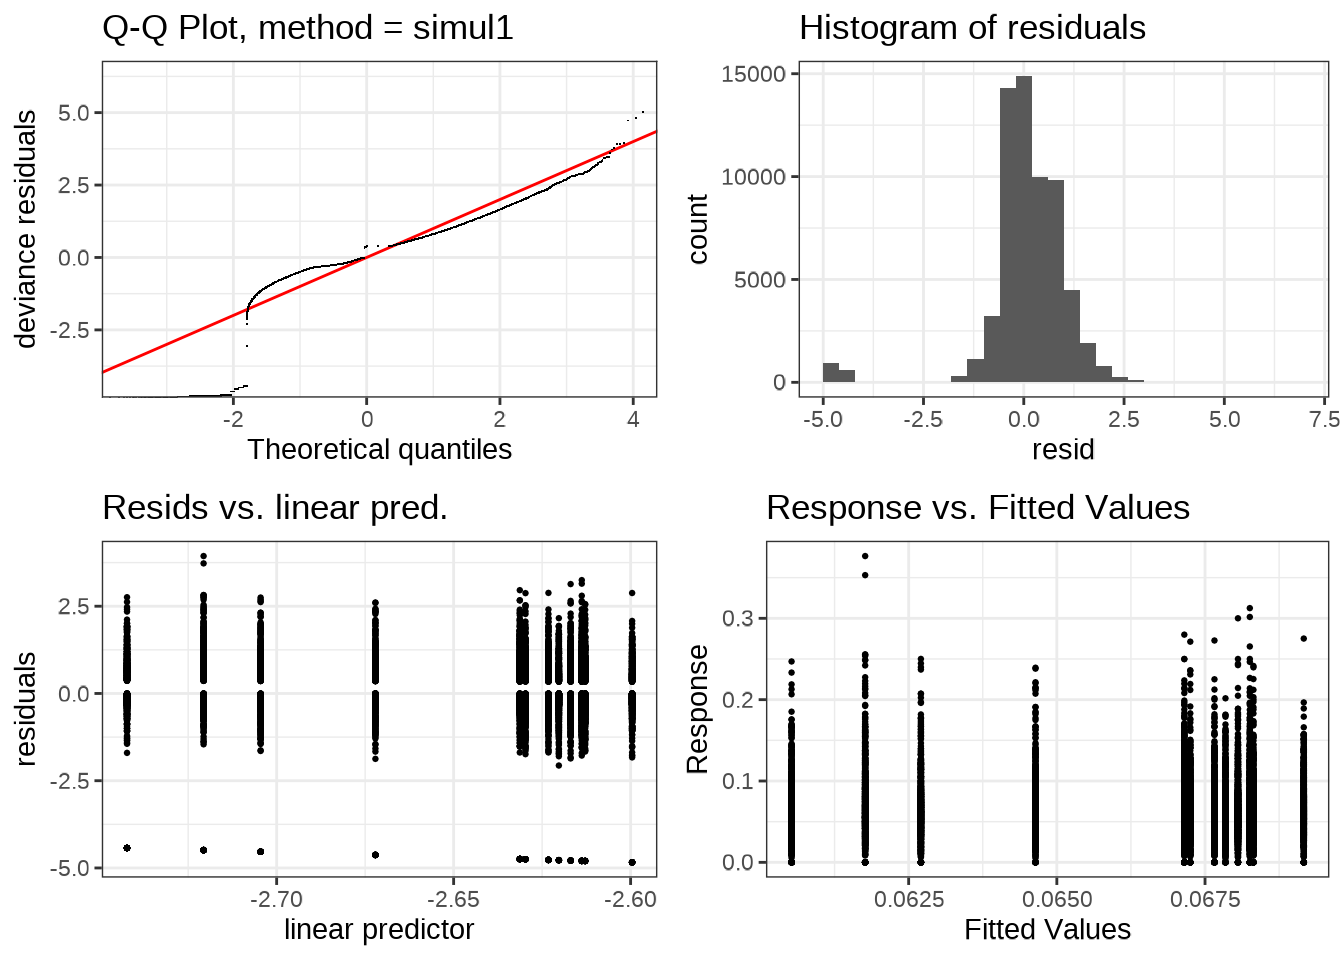 Q-Q Plot, method = simul1
5.0
2.5
0.0
-2.5
deviance residuals
-2
0
2
4
Theoretical quantiles
Histogram of residuals
15000
10000
5000
0
count
-5.0
-2.5
0.0
2.5
5.0
7.5
resid
Resids vs. linear pred.
2.5
0.0
-2.5
-5.0
residuals
-2.70
-2.65
-2.60
linear predictor
Response vs. Fitted Values
0.3
0.2
0.1
0.0
Response
0.0625
0.0650
0.0675
Fitted Values